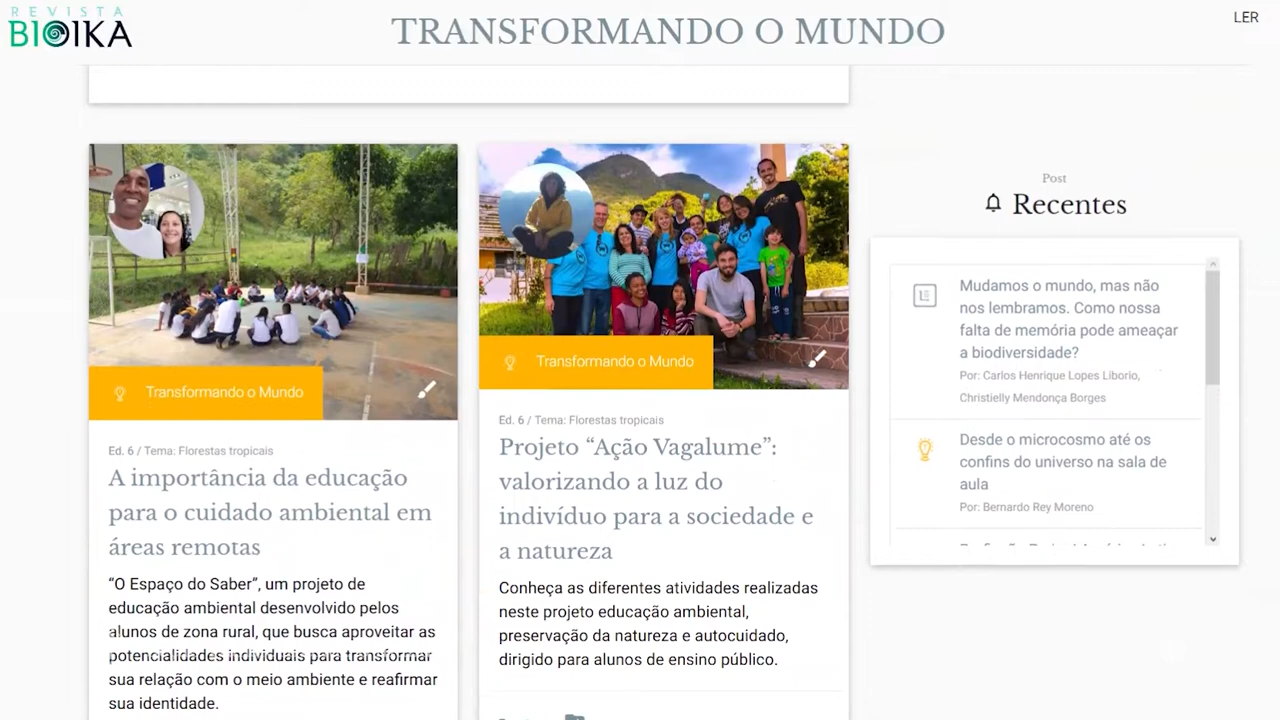 REVISTA
BIOIKA
TRANSFORMANDO O MUNDO
LER
Transformando o Mundo
Ed. 6 / Tema: Florestas tropicais
A importância da educação
para o cuidado ambiental em
áreas remotas
“O Espaço do Saber”, um projeto de
educação ambiental desenvolvido pelos
alunos de zona rural, que busca aproveitar as
potencialidades individuais para transformar
sua relação com o meio ambiente e reafirmar
sua identidade.
Transformando o Mundo
Ed. 6 / Tema: Florestas tropicais
Projeto “Ação Vagalume”:
valorizando a luz do
indivíduo para a sociedade e
a natureza
Conheça as diferentes atividades realizadas
neste projeto educação ambiental,
preservação da natureza e autocuidado,
dirigido para alunos de ensino público.
Post
Recentes
Mudamos o mundo, mas não
nos lembramos. Como nossa
falta de memória pode ameaçar
a biodiversidade?
Por: Carlos Henrique Lopes Liborio,
Christielly Mendonça Borges
Desde o microcosmo até os
confins do universo na sala de
aula
Por: Bernardo Rey Moreno